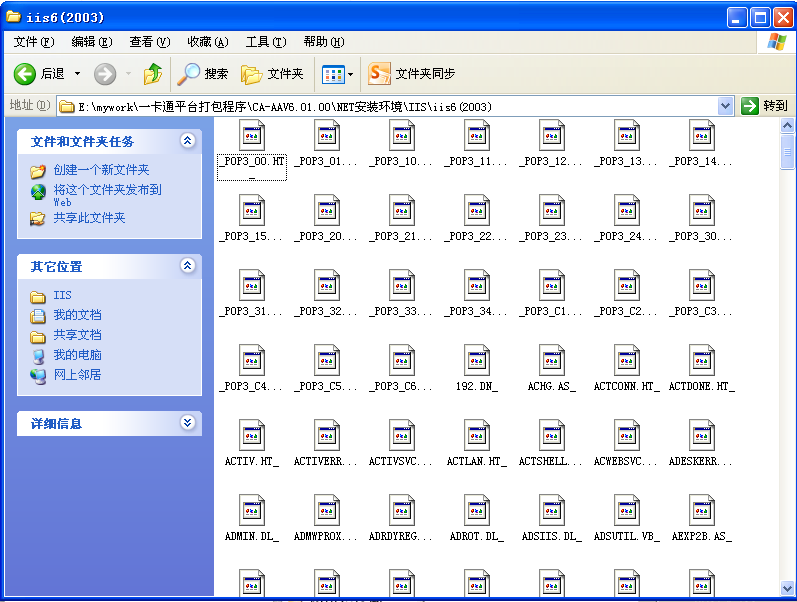 iis6(2003)
文件(F) 编辑(E) 查看(V) 收藏(A) 工具(T) 帮助(H)
后退 搜索 文件夹 文件夹同步
地址(D) E:\mywork\一卡通平台打包程序\CA-AAV6.01.00\NET安装环境\IIS\iis6(2003) 转到
文件和文件夹任务
创建一个新文件夹
将这个文件夹发布到
Web
共享此文件夹
其它位置
IIS
我的文档
共享文档
我的电脑
网上邻居
详细信息
_POP3_00.HT_ _POP3_01... _POP3_10... _POP3_11... _POP3_12... _POP3_13... _POP3_14...
_POP3_15... _POP3_20... _POP3_21... _POP3_22... _POP3_23... _POP3_24... _POP3_30...
_POP3_31... _POP3_32... _POP3_33... _POP3_34... _POP3_C1... _POP3_C2... _POP3_C3...
_POP3_C4... _POP3_C5... _POP3_C6... 192.DN_ ACHG.AS_ ACTCONN.HT_ ACTDONE.HT_
ACTIV.HT_ ACTIVERR... ACTIVSVC... ACTLAN.HT_ ACTSHELL... ACWEBSVC... ADESKERR...
ADMIN.DL_ ADMWPROX... ADRDYREG... ADROT.DL_ ADSIIS.DL_ ADSUTIL.VB_ AEXP2B.AS_